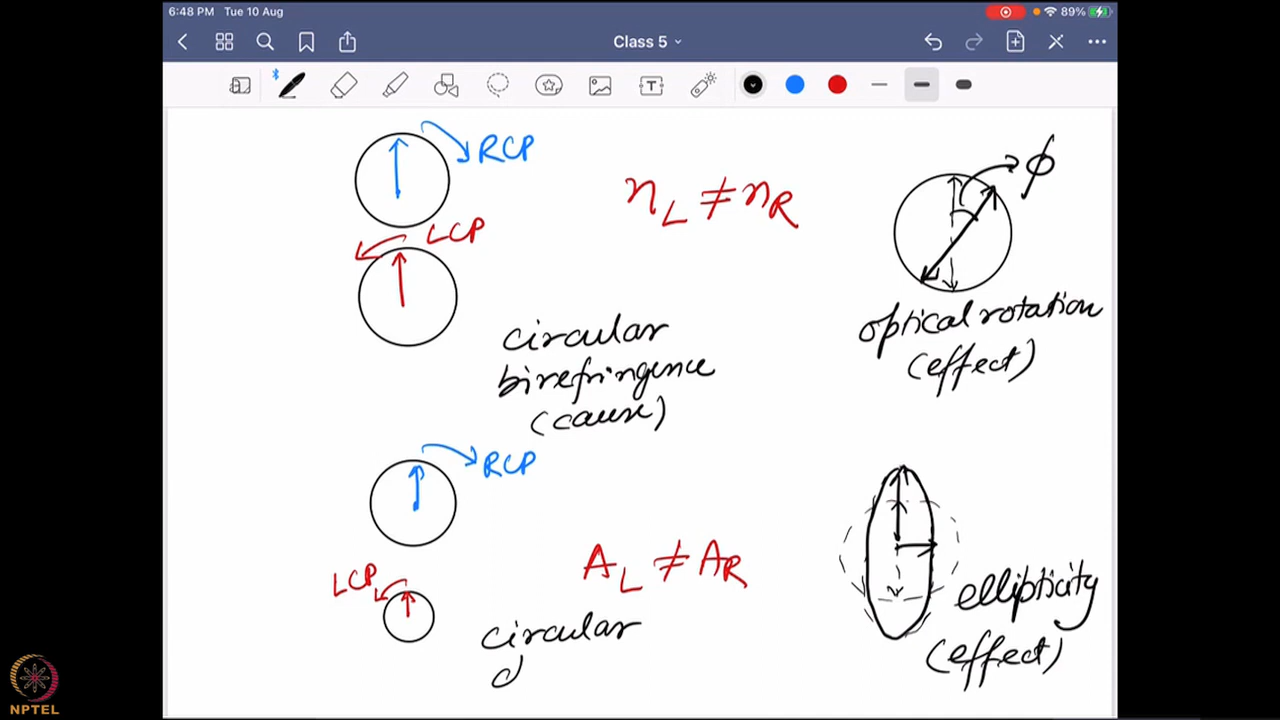 6:48 PM Tue 10 Aug
89%
Class 5
T
RCP
LCP
n_L ≠ n_R
ϕ
optical rotation
(effect)
circular
birefringence
(cause)
RCP
LCP
A_L ≠ A_R
circular
d
ellipticity
(effect)
NPTEL